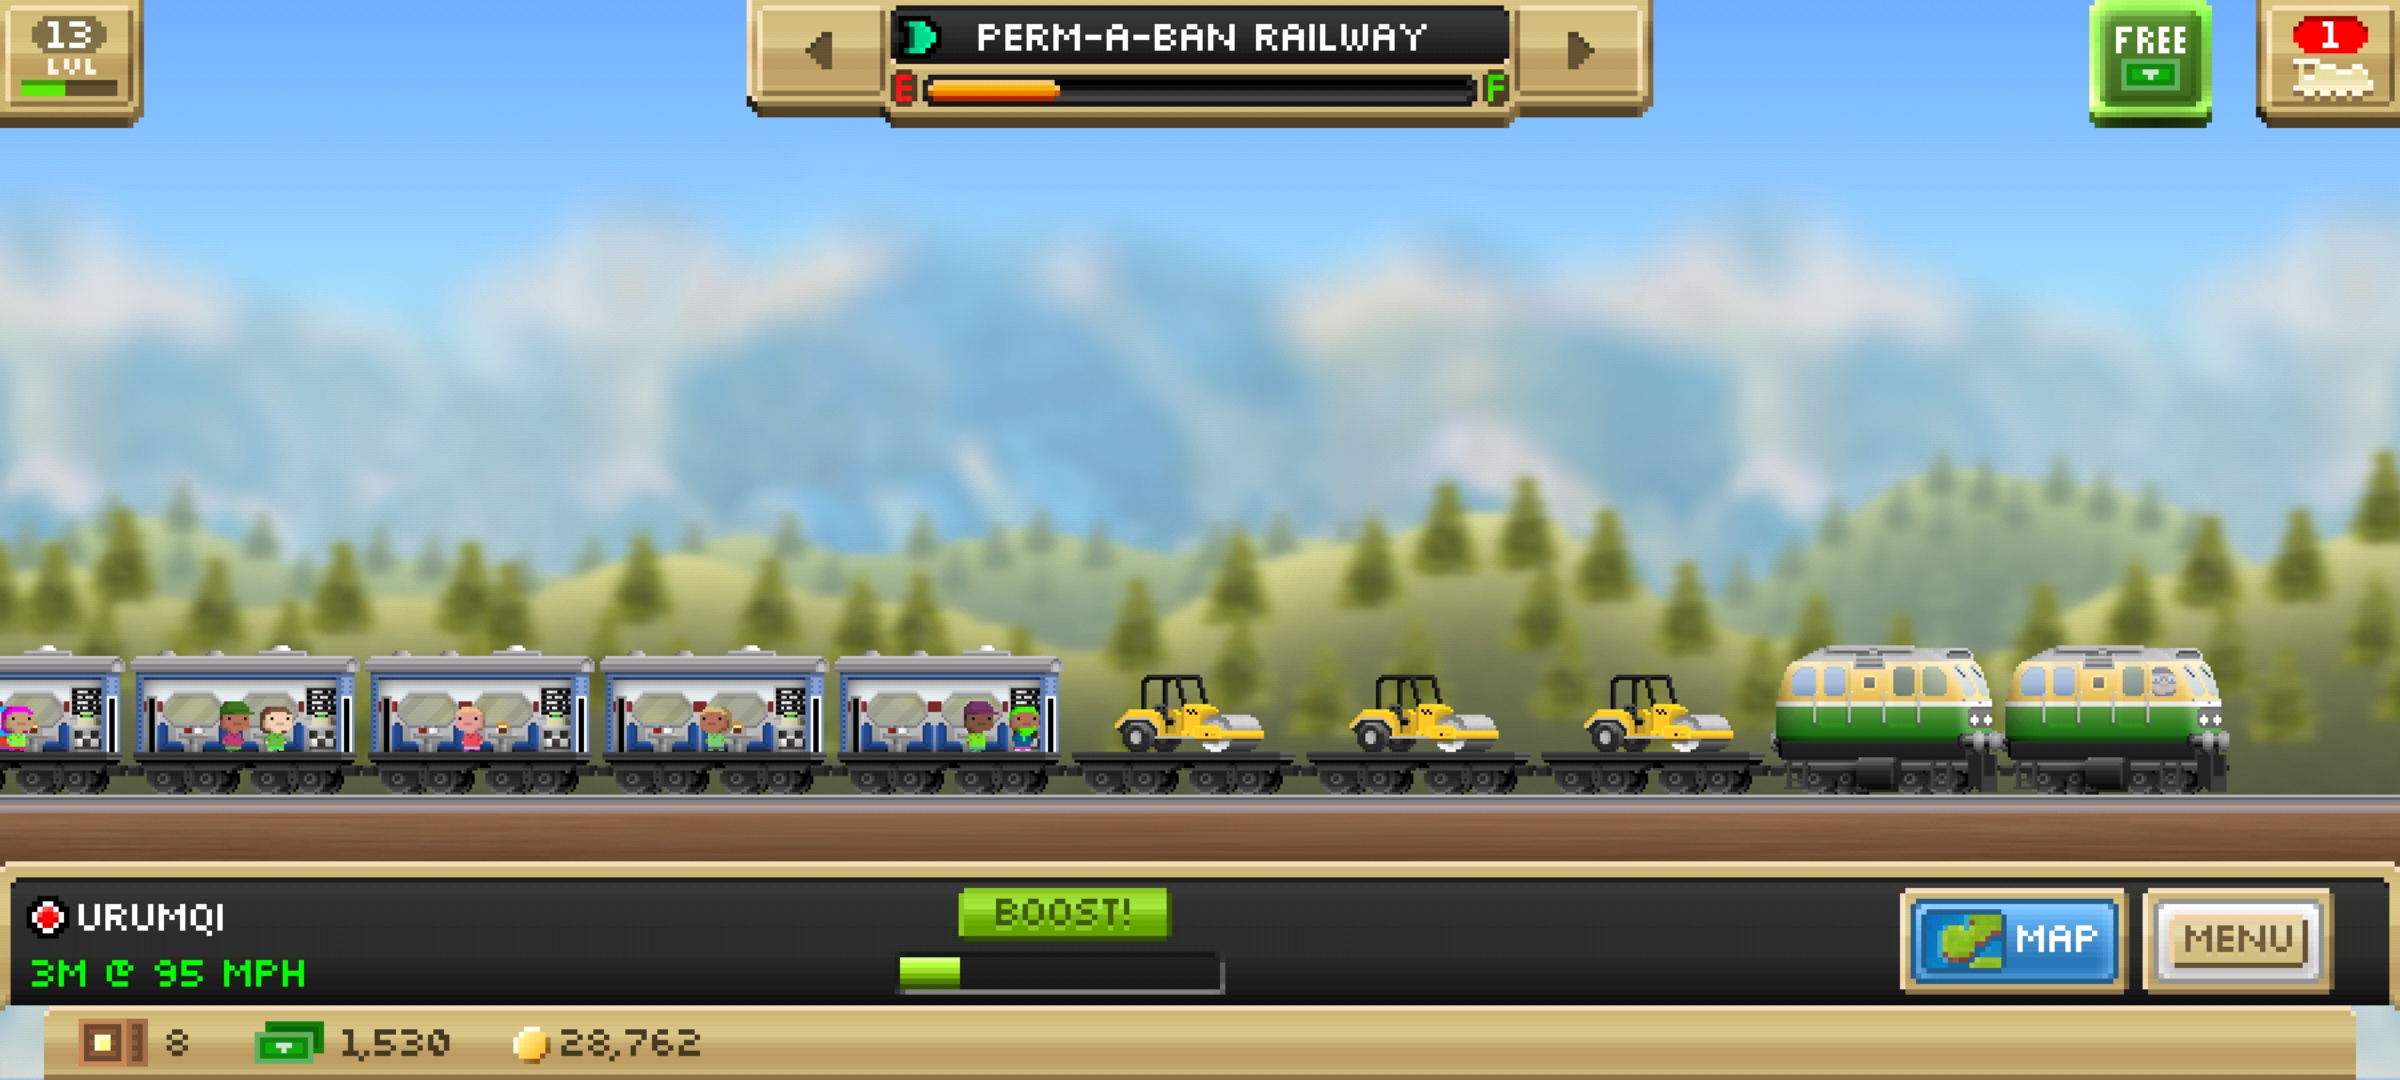 13
LVL
PERM-A-BAN RAILWAY
E
F
FREE
1
URUMQI
3M @ 95 MPH
BOOST!
MAP
MENU
8
1,530
28,762